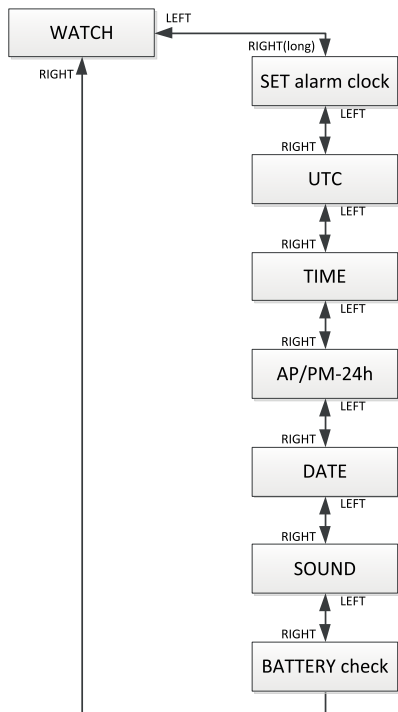 WATCH
LEFT
RIGHT(long)
RIGHT
SET alarm clock
LEFT
RIGHT
UTC
LEFT
RIGHT
TIME
LEFT
RIGHT
AP/PM-24h
LEFT
RIGHT
DATE
LEFT
RIGHT
SOUND
LEFT
RIGHT
BATTERY check